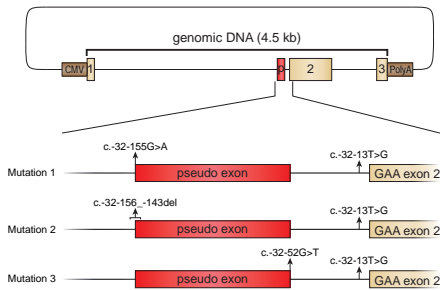 genomic DNA (4.5 kb)
CMV 1 p 2 3 PolyA
c.-32-155G>A
c.-32-13T>G
Mutation 1 pseudo exon GAA exon 2
c.-32-156_-143del
c.-32-13T>G
Mutation 2 pseudo exon GAA exon 2
c.-32-52G>T
c.-32-13T>G
Mutation 3 pseudo exon GAA exon 2